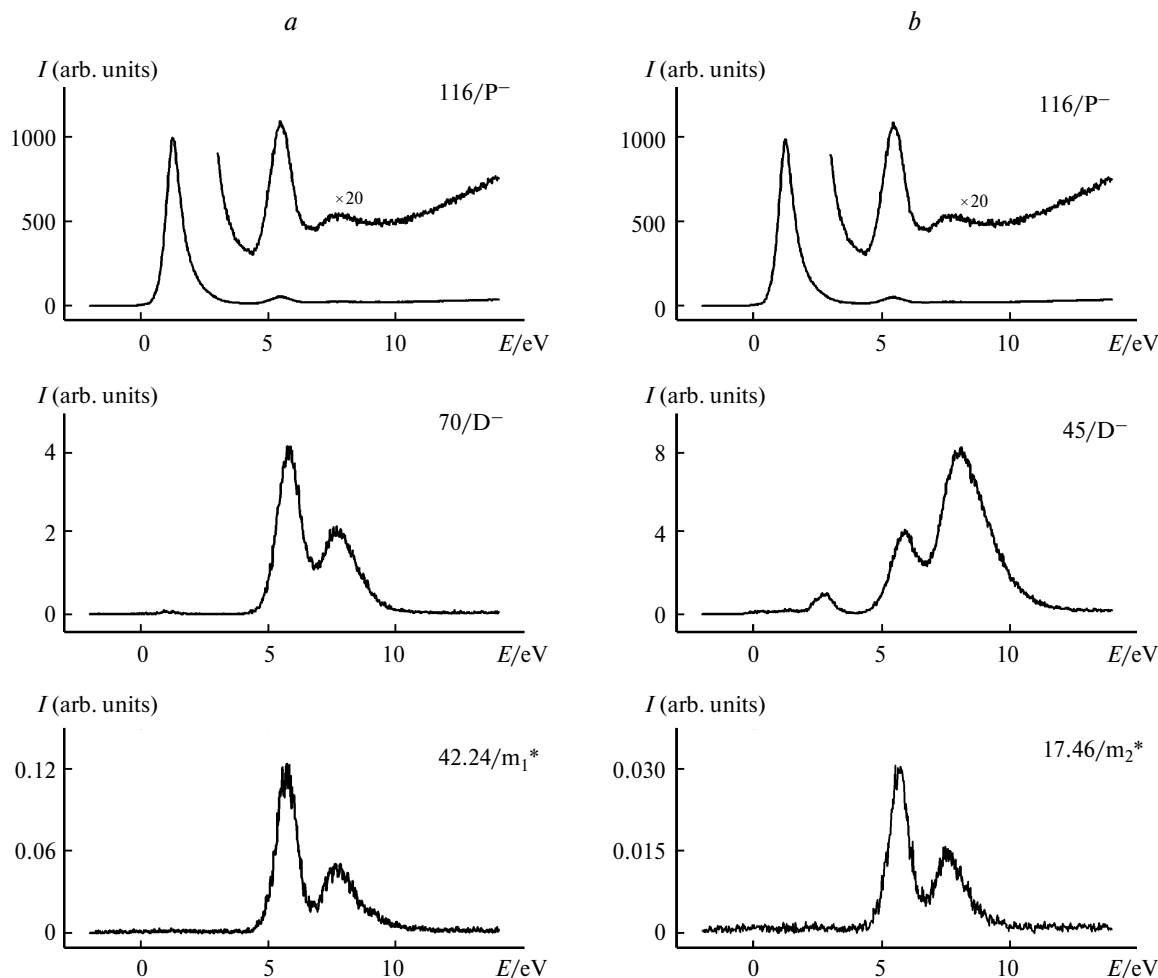 a
b
I (arb. units)
116/P⁻
1000
500
0
×20
0 5 10 E/eV
I (arb. units)
116/P⁻
1000
500
0
×20
0 5 10 E/eV
I (arb. units)
70/D⁻
4
2
0
0 5 10 E/eV
I (arb. units)
45/D⁻
8
4
0
0 5 10 E/eV
I (arb. units)
42.24/m₁*
0.12
0.06
0
0 5 10 E/eV
I (arb. units)
17.46/m₂*
0.030
0.015
0
0 5 10 E/eV